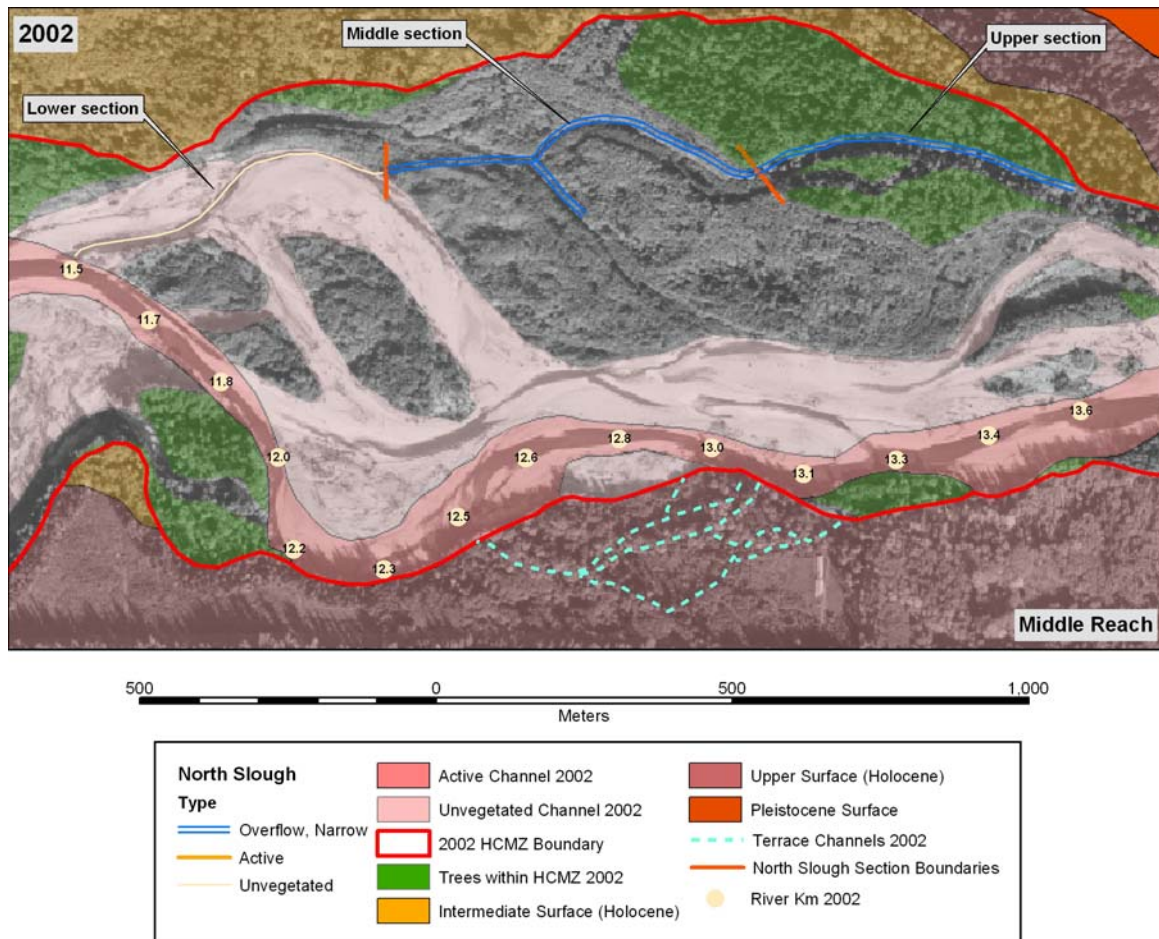 2002
Middle section
Upper section
Lower section
11.5
11.7
11.8
12.0
12.2
12.3
12.5
12.6
12.8
13.0
13.1
13.3
13.4
13.6
Middle Reach
500 0 500 1,000
Meters
North Slough
Type
Overflow, Narrow
Active
Unvegetated
Active Channel 2002
Unvegetated Channel 2002
2002 HCMZ Boundary
Trees within HCMZ 2002
Intermediate Surface (Holocene)
Upper Surface (Holocene)
Pleistocene Surface
Terrace Channels 2002
North Slough Section Boundaries
River Km 2002